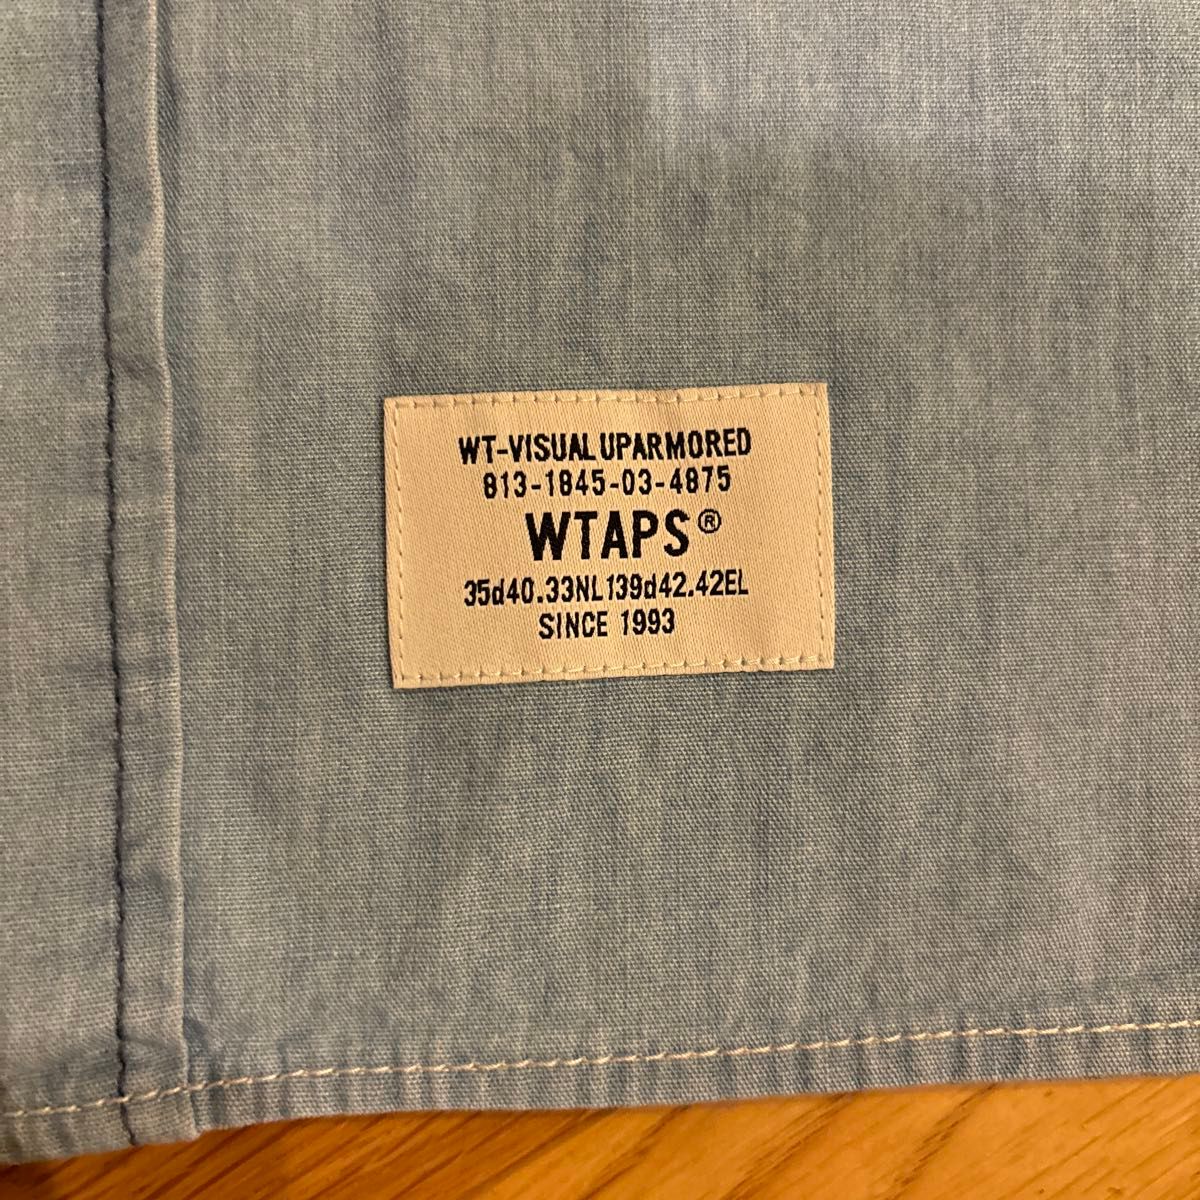 WT-VISUAL UPARMORED
813-1845-03-4875
WTAPS®
35d40.33NL139d42.42EL
SINCE 1993